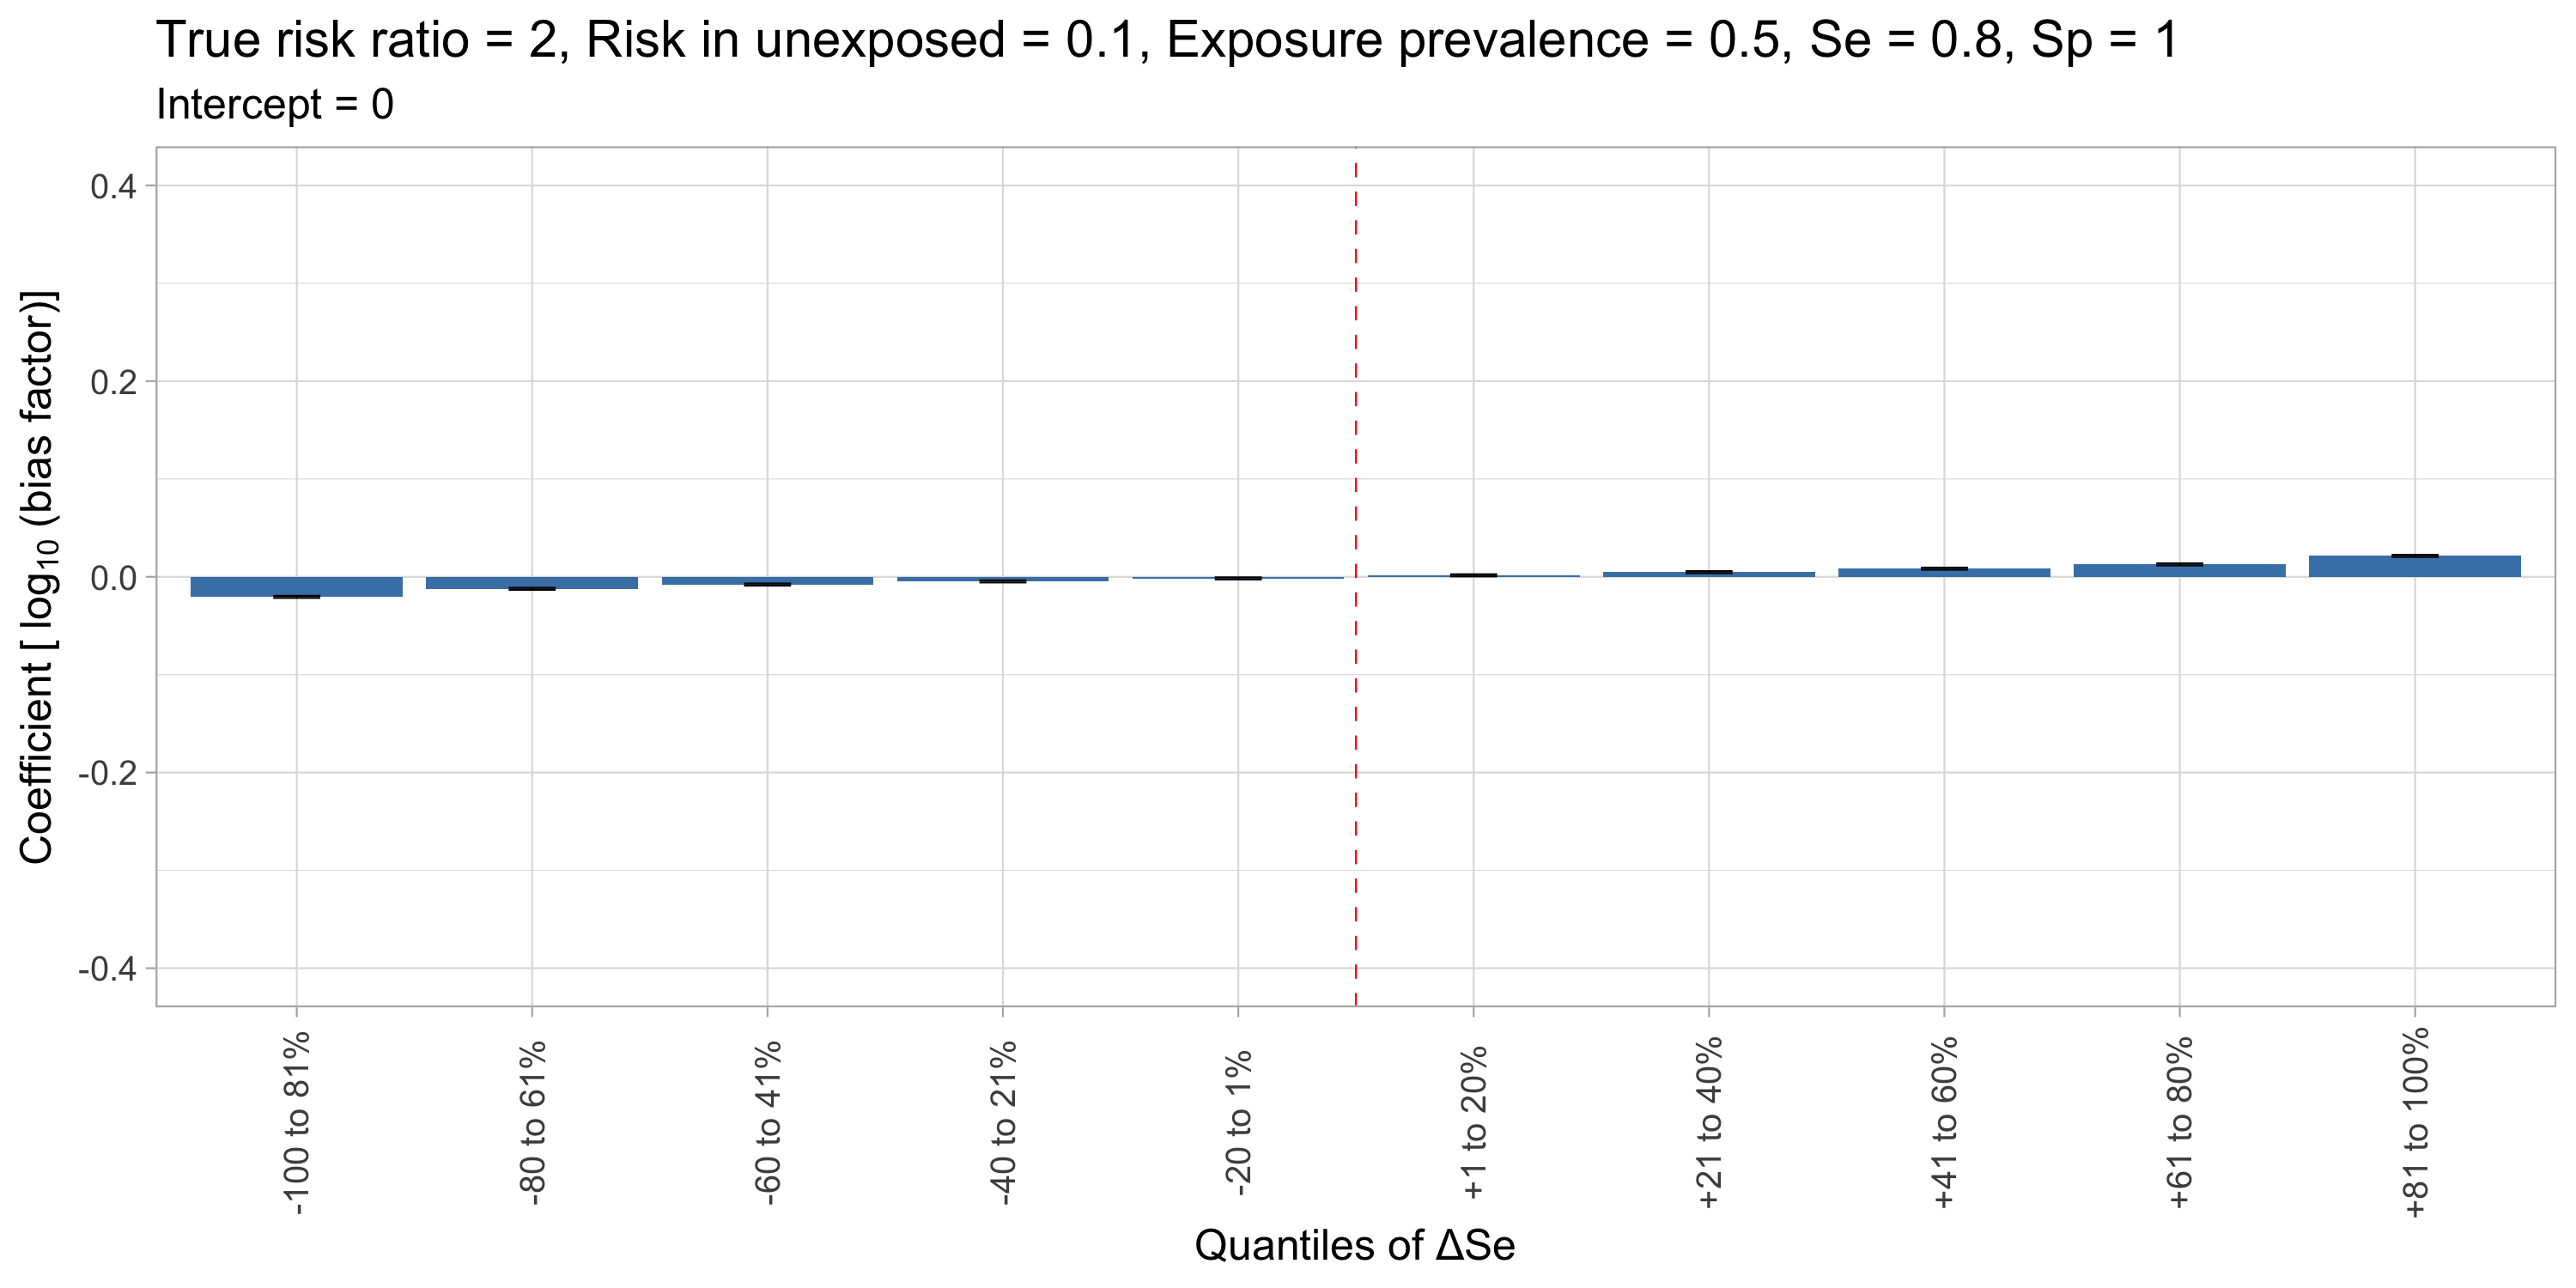 True risk ratio = 2, Risk in unexposed = 0.1, Exposure prevalence = 0.5, Se = 0.8, Sp = 1
Intercept = 0
Coefficient [ log₁₀ (bias factor)]
0.4
0.2
0.0
-0.2
-0.4
-100 to 81%
-80 to 61%
-60 to 41%
-40 to 21%
-20 to 1%
+1 to 20%
+21 to 40%
+41 to 60%
+61 to 80%
+81 to 100%
Quantiles of ΔSe